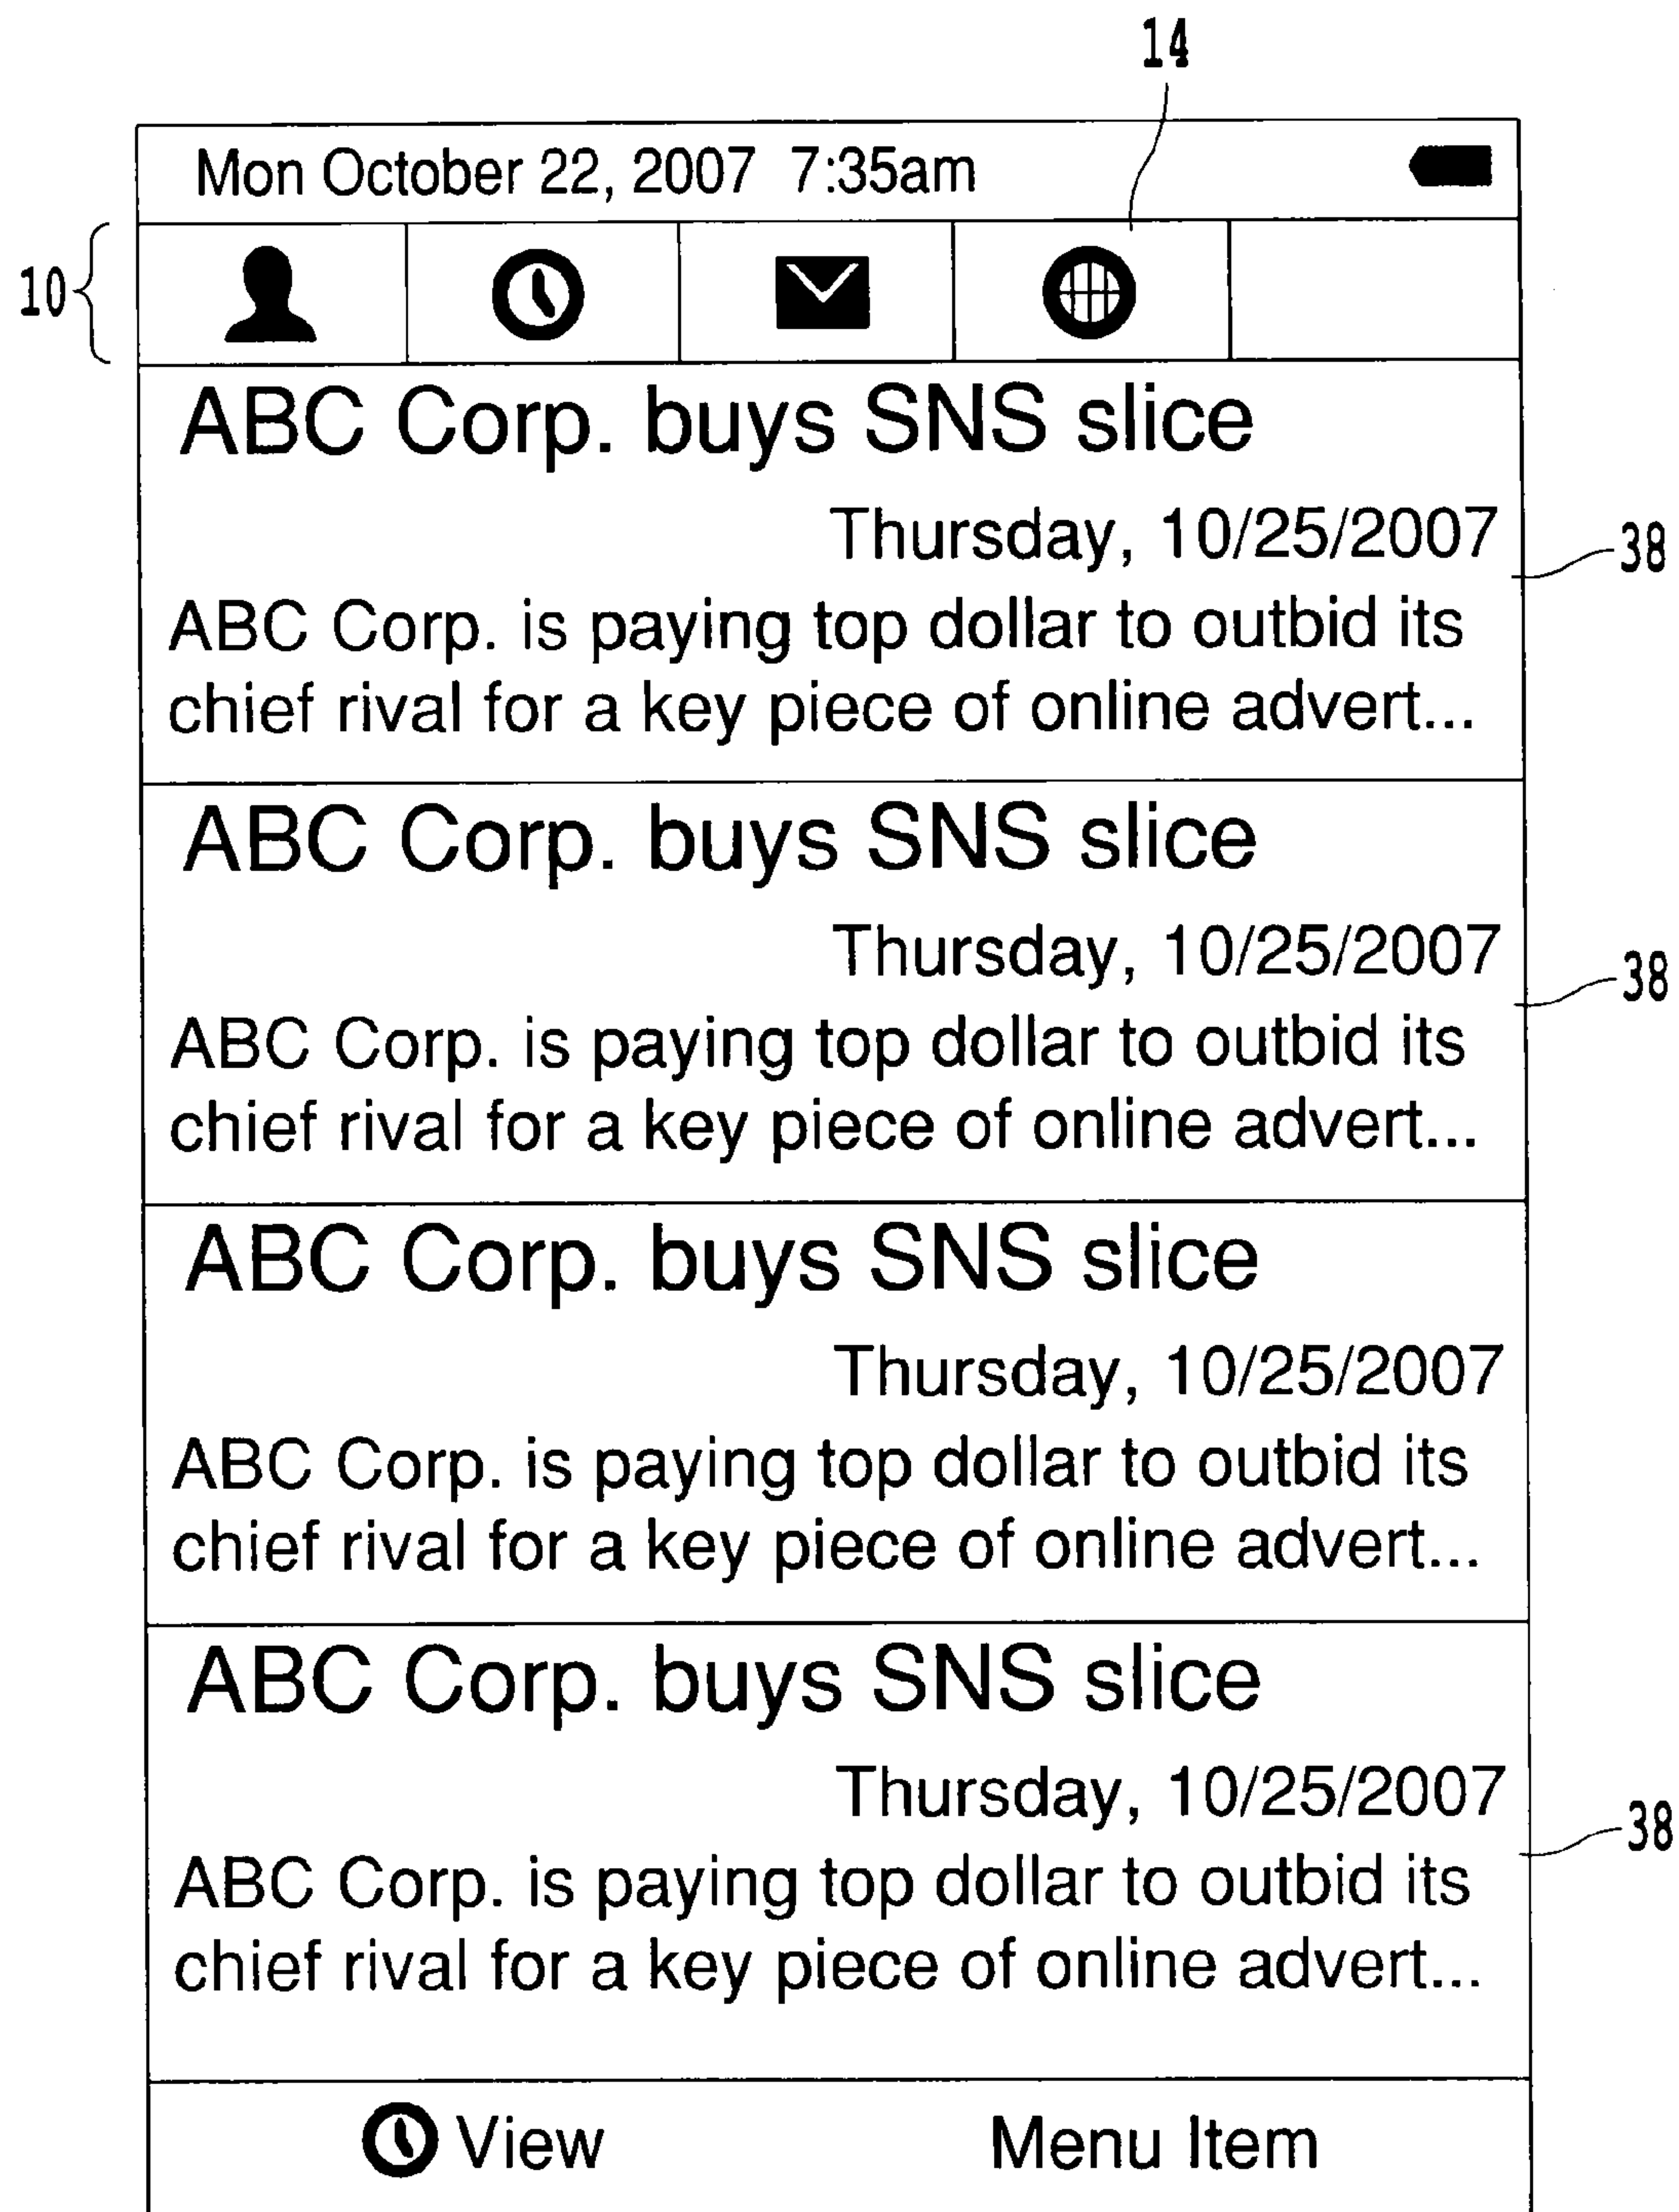 14
Mon October 22, 2007 7:35am
10
ABC Corp. buys SNS slice
Thursday, 10/25/2007
38
ABC Corp. is paying top dollar to outbid its
chief rival for a key piece of online advert...
ABC Corp. buys SNS slice
Thursday, 10/25/2007
38
ABC Corp. is paying top dollar to outbid its
chief rival for a key piece of online advert...
ABC Corp. buys SNS slice
Thursday, 10/25/2007
ABC Corp. is paying top dollar to outbid its
chief rival for a key piece of online advert...
ABC Corp. buys SNS slice
Thursday, 10/25/2007
38
ABC Corp. is paying top dollar to outbid its
chief rival for a key piece of online advert...
View Menu Item